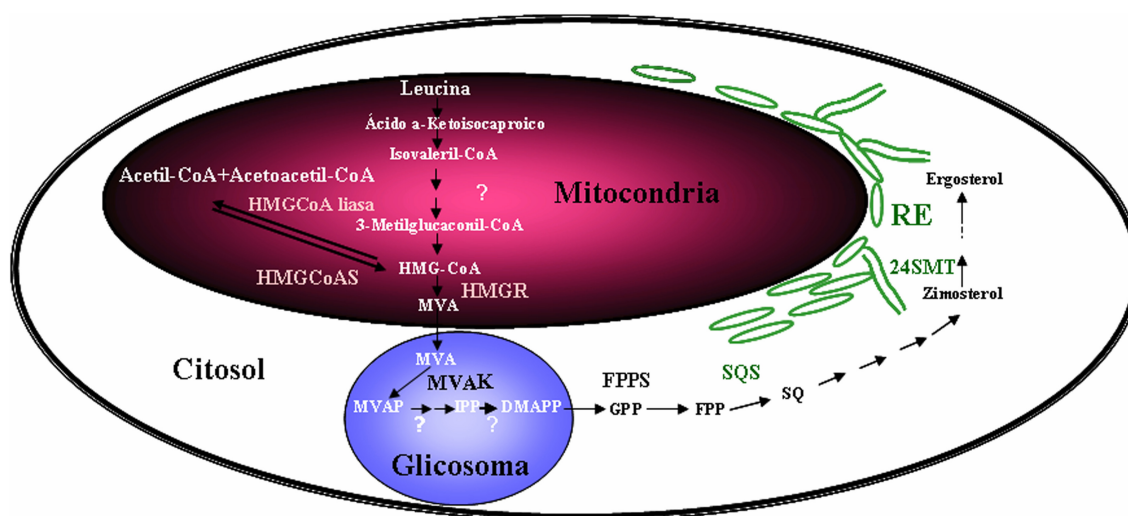 Leucina
Ácido a-Ketoisocaproico
Isovaleril-CoA
Acetil-CoA+Acetoacetil-CoA
?
Mitocondria
HMGCoA liasa
3-Metilglucaconil-CoA
HMGCoAS
HMG-CoA
HMGR
MVA
Ergosterol
RE
24SMT
Zimosterol
Citosol
MVA
MVAK
MVAP
IPP
DMAPP
?
?
Glicosoma
FPPS
GPP
FPP
SQS
SQ